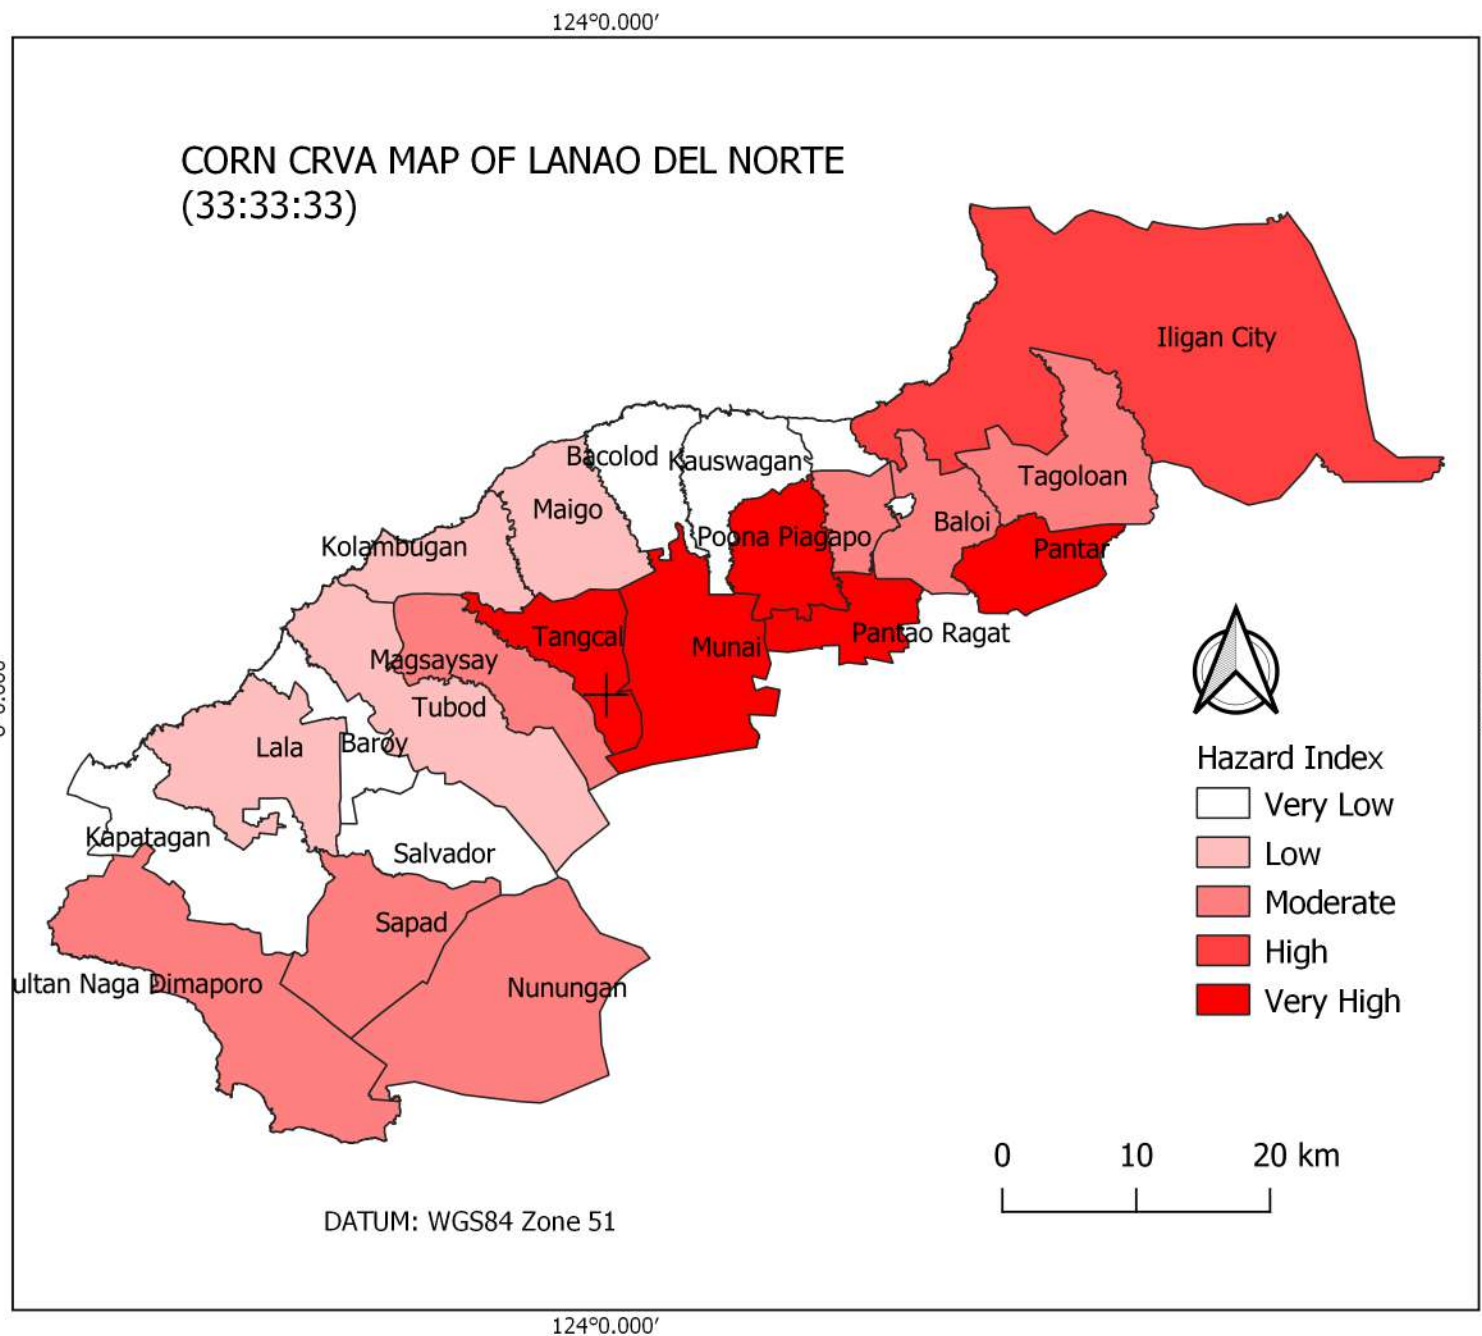 124°0.000′
CORN CRVA MAP OF LANAO DEL NORTE
(33:33:33)
Iligan City
Bacolod
Kauswagan
Tagoloan
Maigo
Baloi
Poona Piagapo
Kolambugan
Pantar
Tangcal
Pantao Ragat
Munai
Magsaysay
Tubod
Baroy
Lala
Kapatagan
Salvador
Sapad
ultan Naga Dimaporo
Nunungan
Hazard Index
Very Low
Low
Moderate
High
Very High
0 10 20 km
DATUM: WGS84 Zone 51
124°0.000′